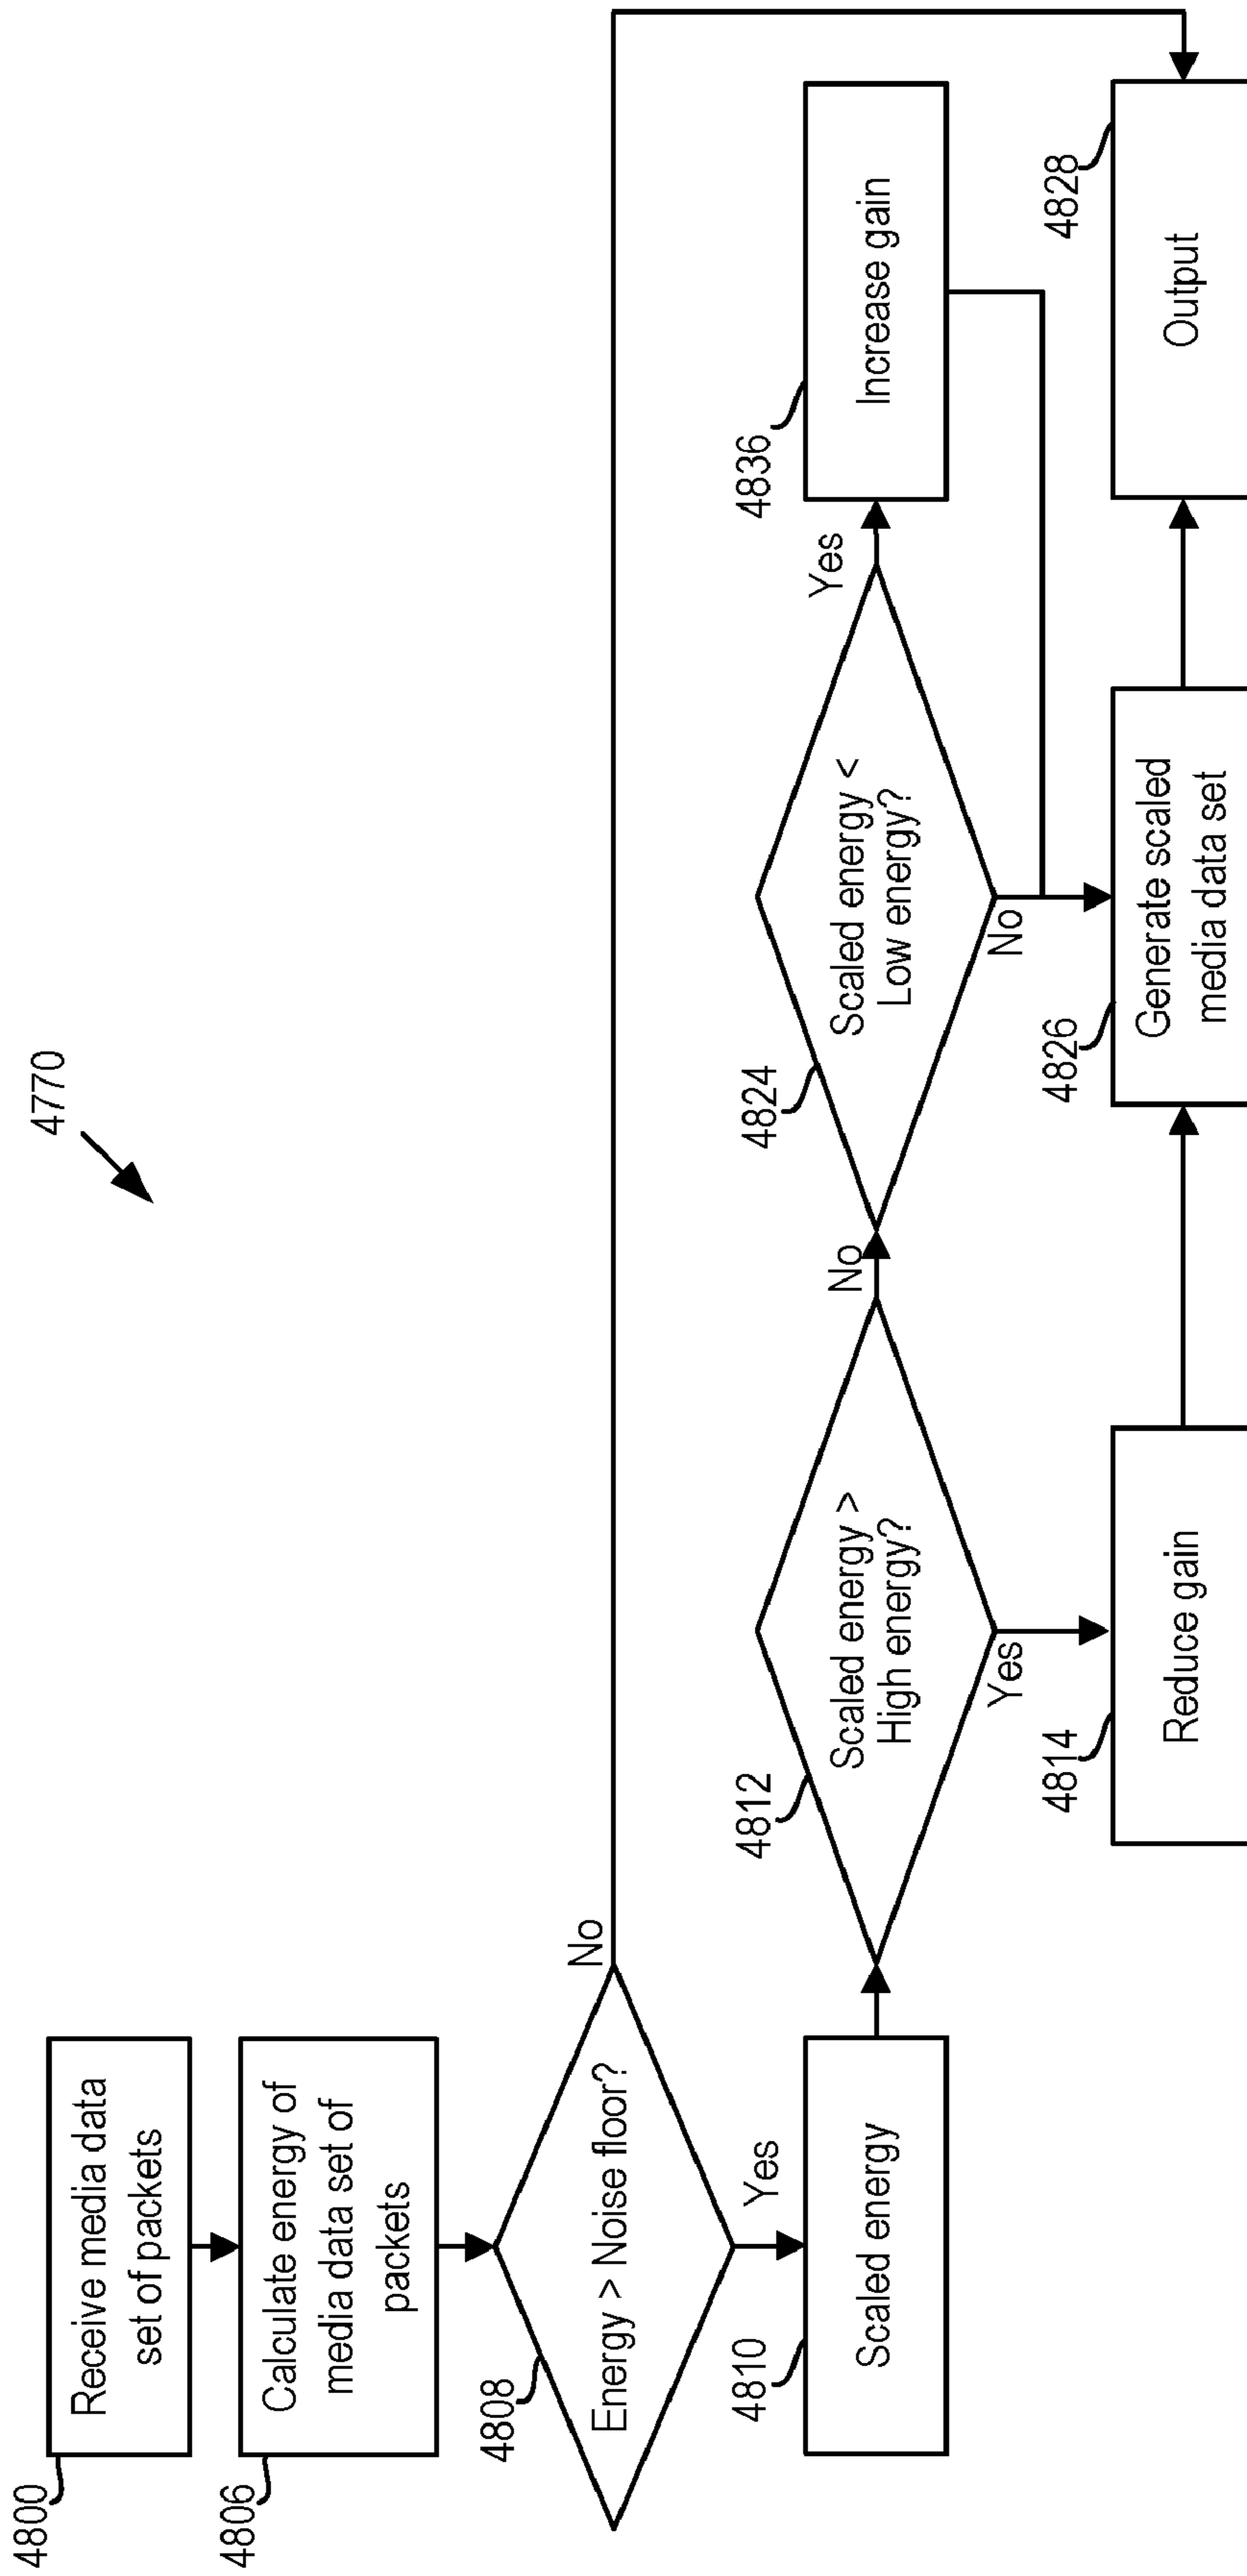 4770
4800
Receive media data
set of packets
4806
Calculate energy of
media data set of
packets
4808
Energy > Noise floor?
No
Yes
4810
Scaled energy
4812
Scaled energy >
High energy?
No
Yes
4814
Reduce gain
4824
Scaled energy <
Low energy?
Yes
No
4836
Increase gain
4826
Generate scaled
media data set
4828
Output